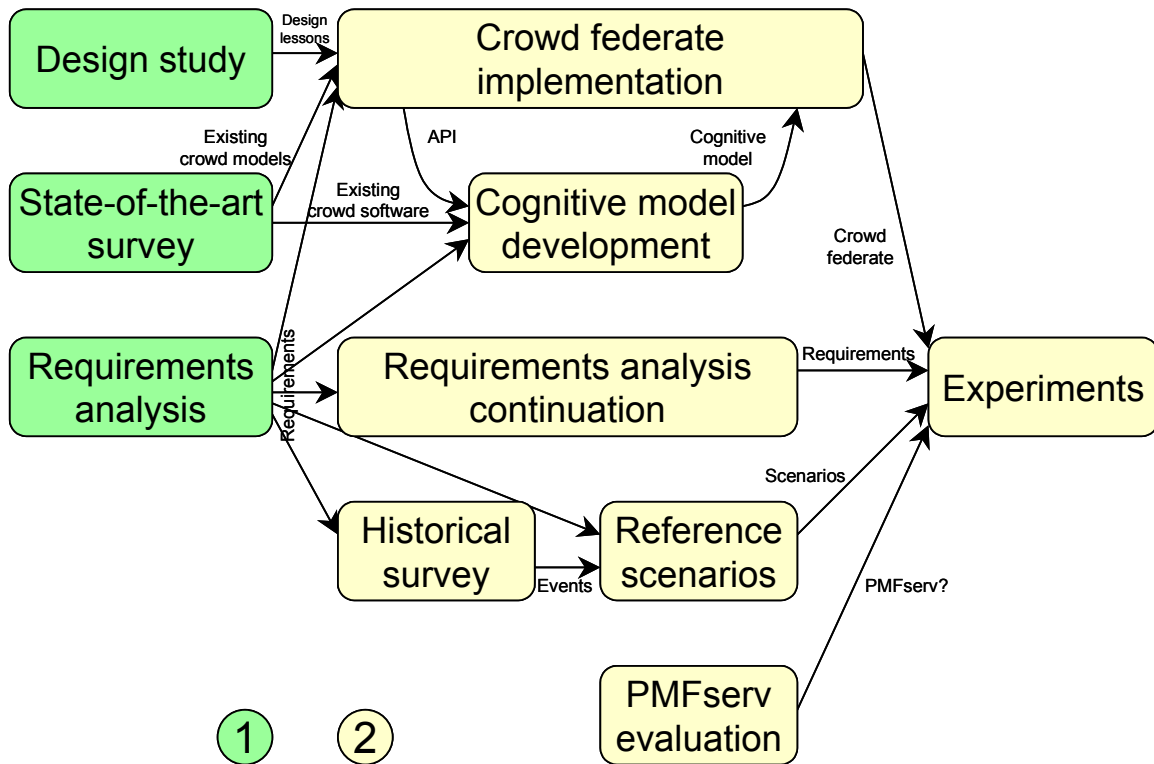 Design study
Design
lessons
Crowd federate
implementation
Existing
crowd models
API
Cognitive
model
State-of-the-art
survey
Existing
crowd software
Cognitive model
development
Crowd
federate
Requirements
analysis
Requirements
Requirements analysis
continuation
Requirements
Experiments
Historical
survey
Events
Reference
scenarios
Scenarios
PMFserv?
PMFserv
evaluation
1
2